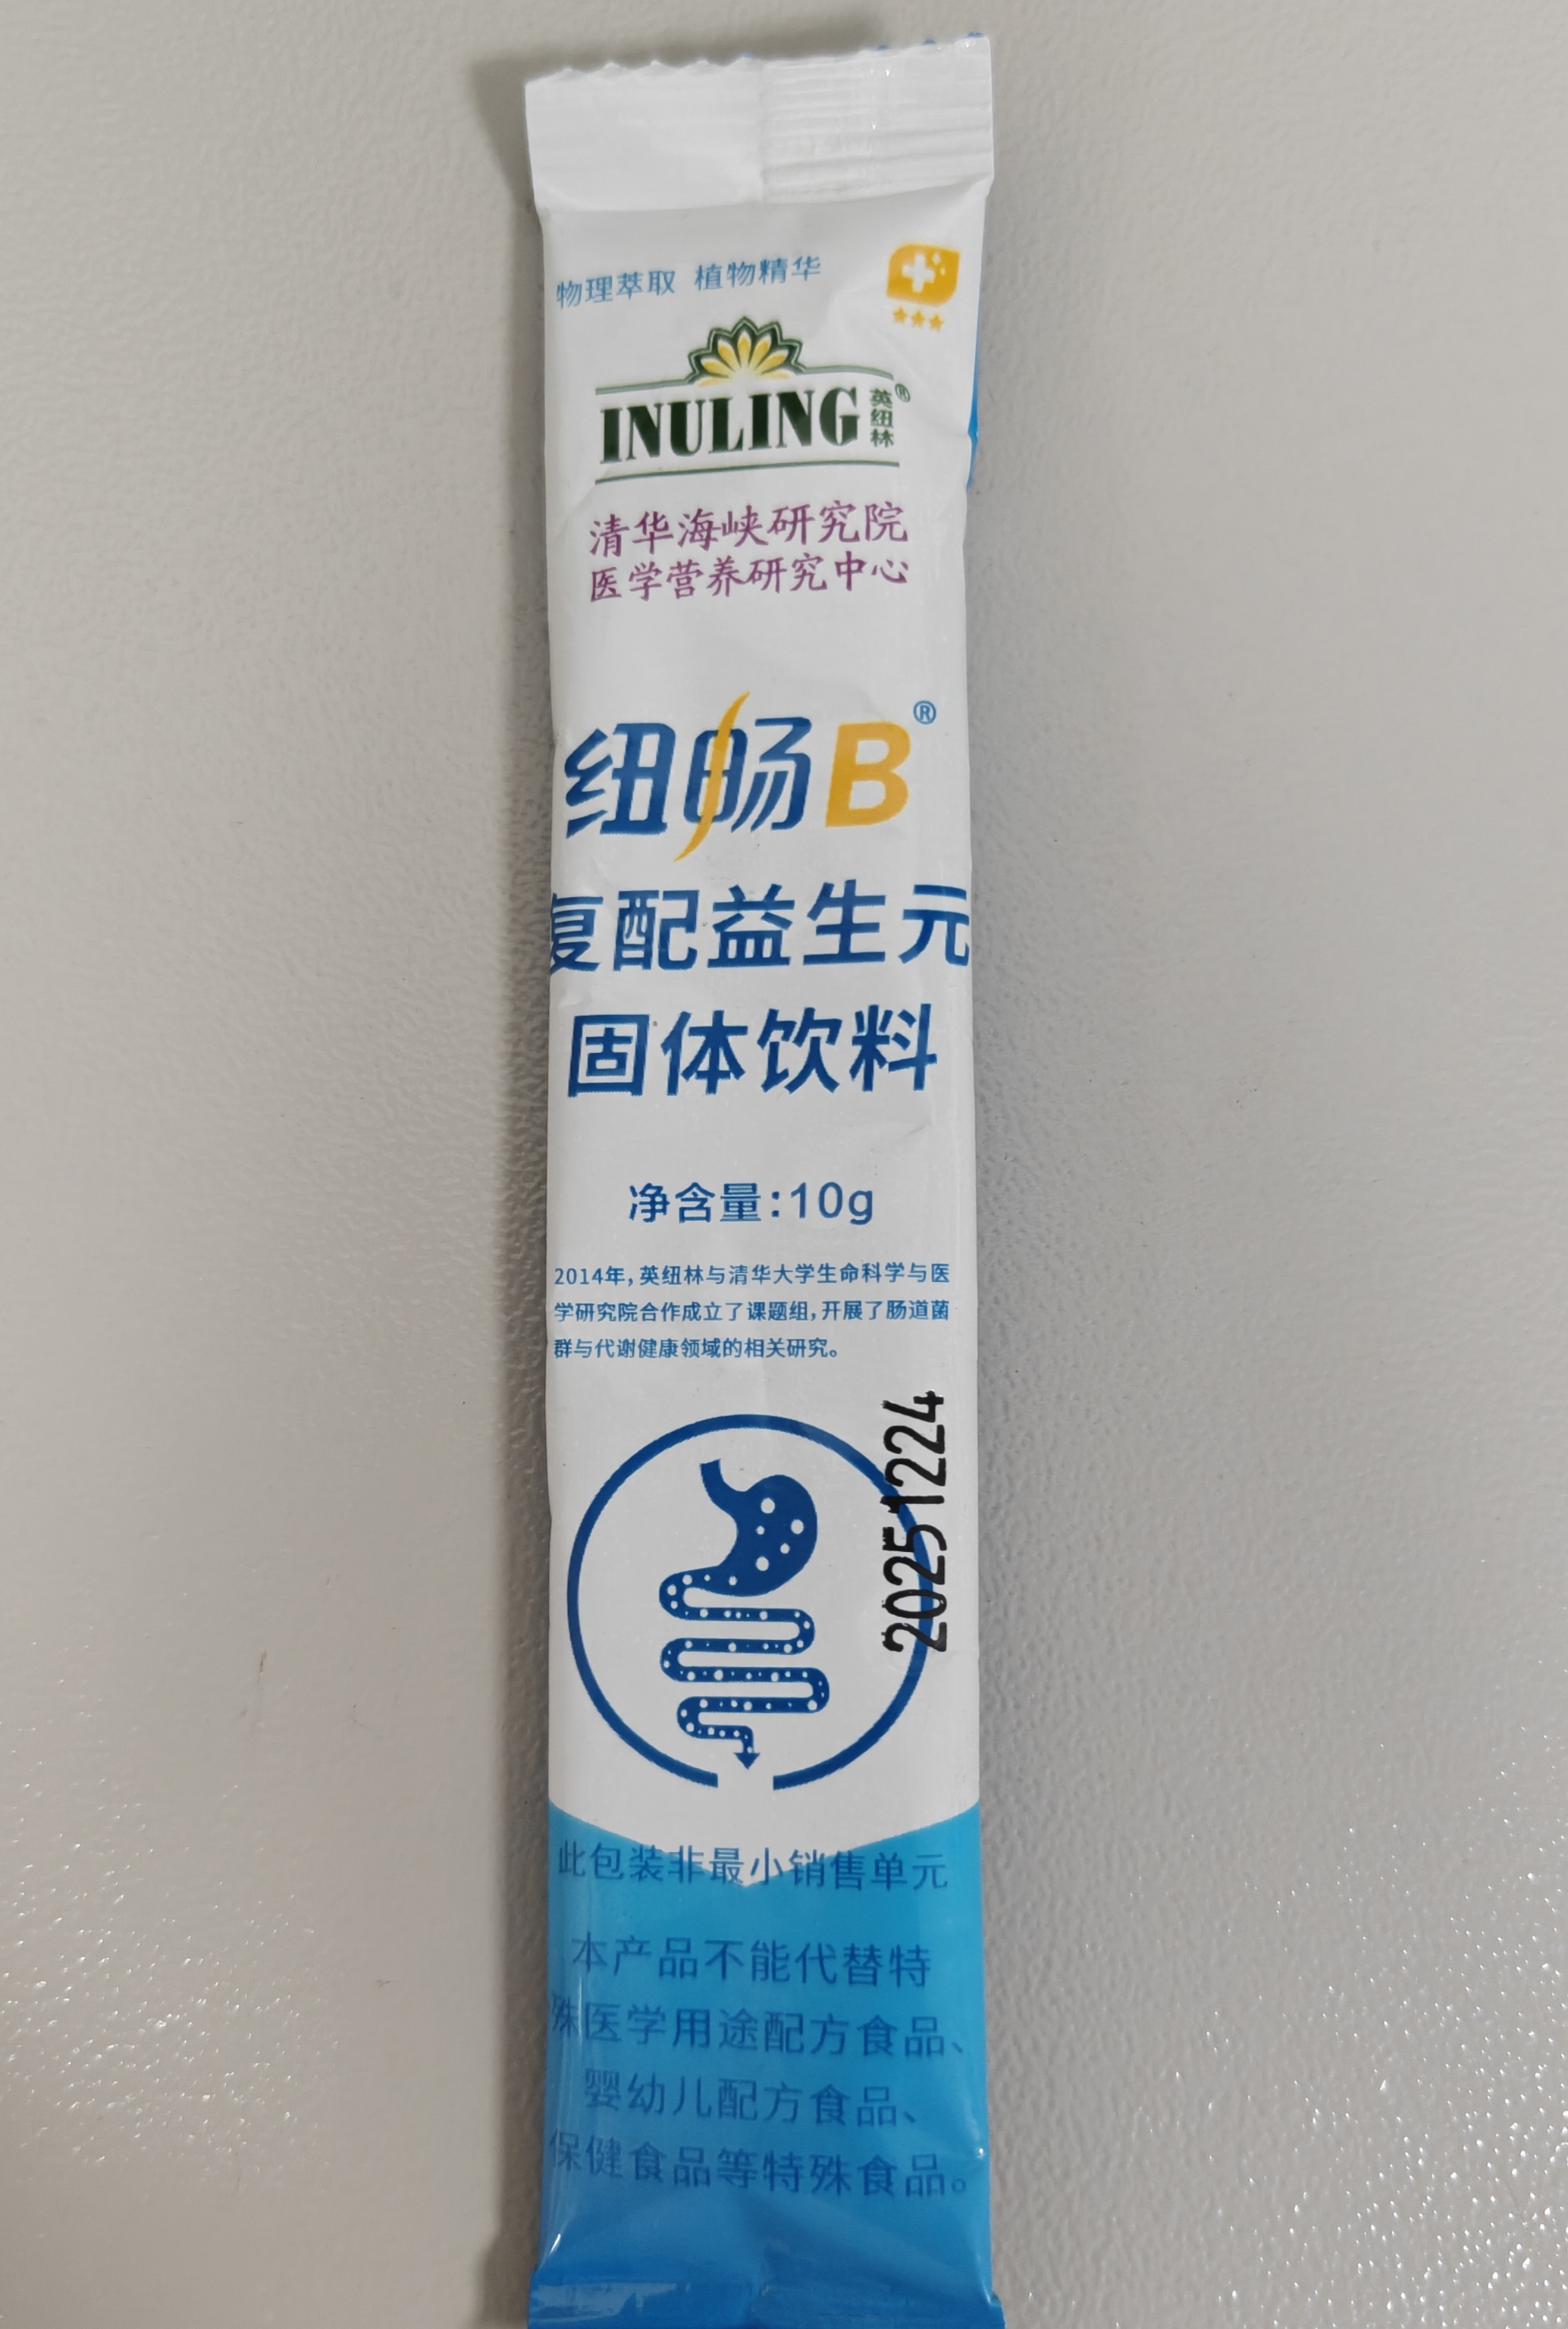 物理萃取 植物精华
INULING®
英纽林
清华海峡研究院
医学营养研究中心
纽畅B®
复配益生元
固体饮料
净含量:10g
2014年,英纽林与清华大学生命科学与医
学研究院合作成立了课题组,开展了肠道菌
群与代谢健康领域的相关研究。
20251224
此包装非最小销售单元
本产品不能代替特
殊医学用途配方食品、
婴幼儿配方食品、
保健食品等特殊食品。